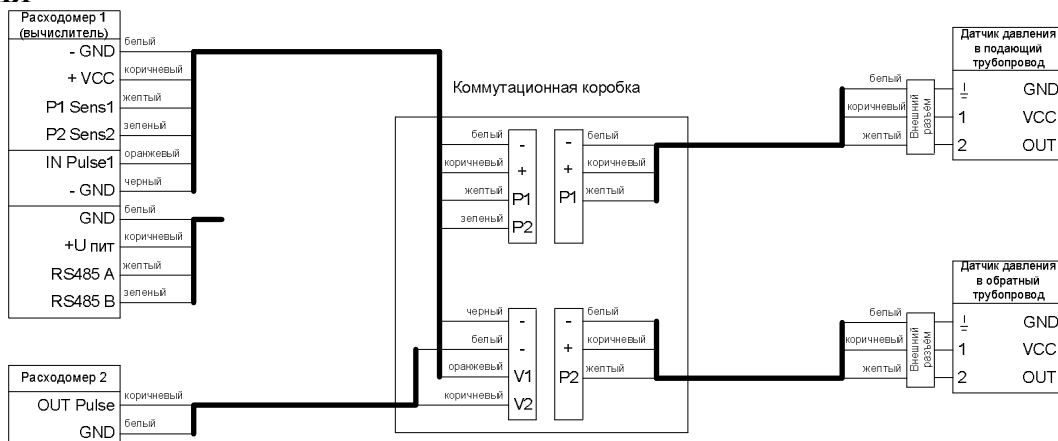 Расходомер 1
(вычислитель)
- GND
белый
+ VCC
коричневый
P1 Sens1
желтый
P2 Sens2
зеленый
IN Pulse1
оранжевый
- GND
черный
GND
белый
+U пит
коричневый
RS485 A
желтый
RS485 B
зеленый
Расходомер 2
OUT Pulse
коричневый
GND
белый
Коммутационная коробка
белый
-
коричневый
+
желтый
P1
зеленый
P2
-
белый
+
коричневый
P1
желтый
черный
-
белый
-
оранжевый
V1
коричневый
V2
-
белый
+
коричневый
P2
желтый
Датчик давления
в подающий
трубопровод
белый
коричневый
желтый
Внешний
разъём
GND
1
VCC
2
OUT
Датчик давления
в обратный
трубопровод
белый
коричневый
желтый
Внешний
разъём
GND
1
VCC
2
OUT